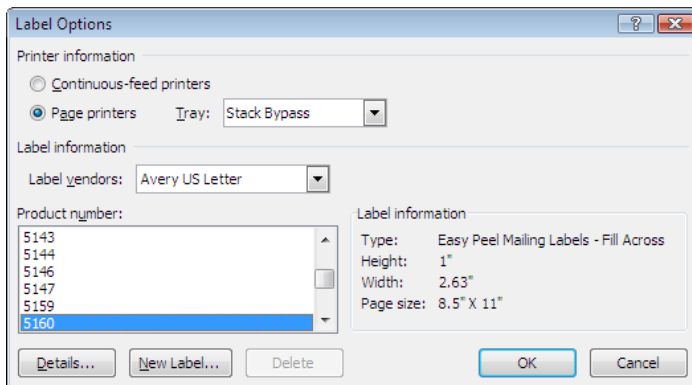 Label Options
Printer information
Continuous-feed printers
Page printers Tray: Stack Bypass
Label information
Label vendors: Avery US Letter
Product number:
5143
5144
5146
5147
5159
5160
Label information
Type: Easy Peel Mailing Labels - Fill Across
Height: 1"
Width: 2.63"
Page size: 8.5" X 11"
Details... New Label... Delete OK Cancel